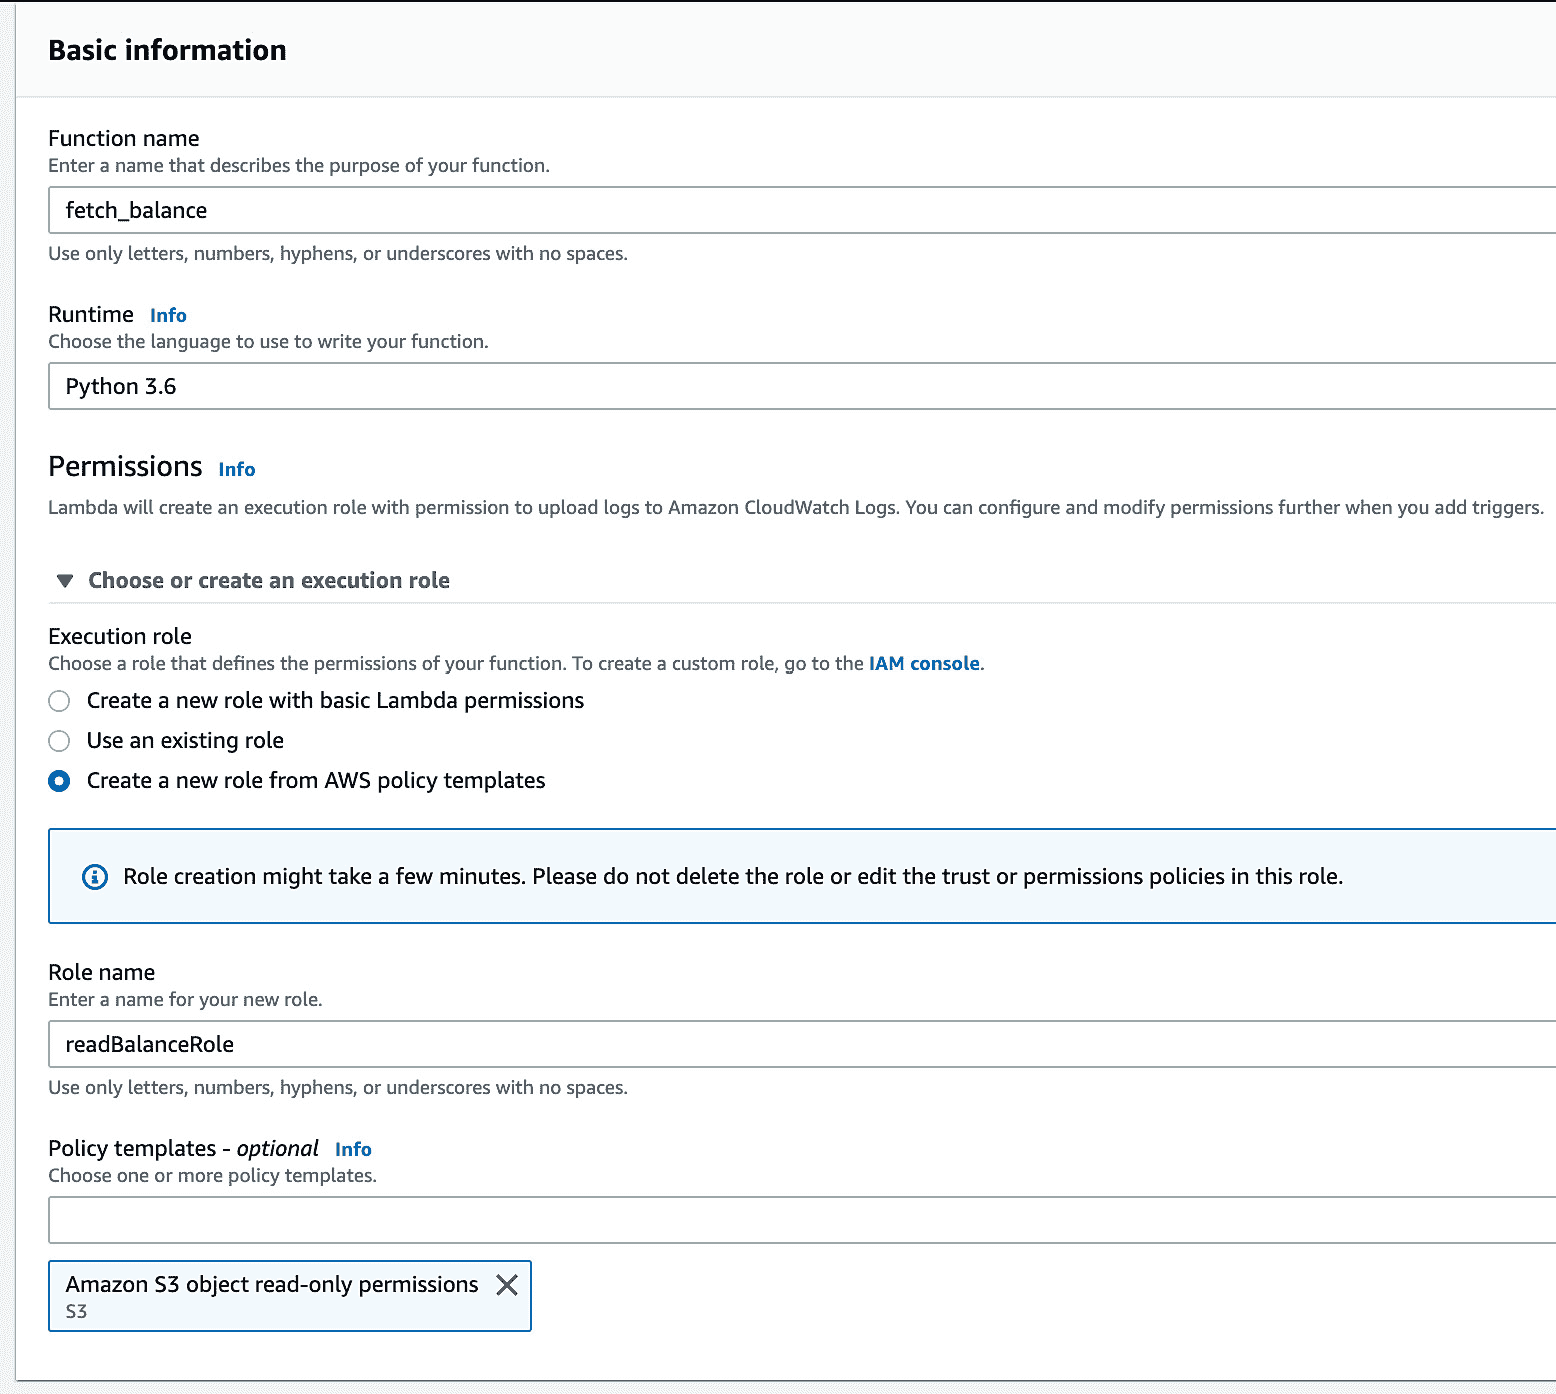 Basic information
Function name
Enter a name that describes the purpose of your function.
fetch_balance
Use only letters, numbers, hyphens, or underscores with no spaces.
Runtime Info
Choose the language to use to write your function.
Python 3.6
Permissions Info
Lambda will create an execution role with permission to upload logs to Amazon CloudWatch Logs. You can configure and modify permissions further when you add triggers.
Choose or create an execution role
Execution role
Choose a role that defines the permissions of your function. To create a custom role, go to the IAM console.
Create a new role with basic Lambda permissions
Use an existing role
Create a new role from AWS policy templates
Role creation might take a few minutes. Please do not delete the role or edit the trust or permissions policies in this role.
Role name
Enter a name for your new role.
readBalanceRole
Use only letters, numbers, hyphens, or underscores with no spaces.
Policy templates - optional Info
Choose one or more policy templates.
Amazon S3 object read-only permissions
S3